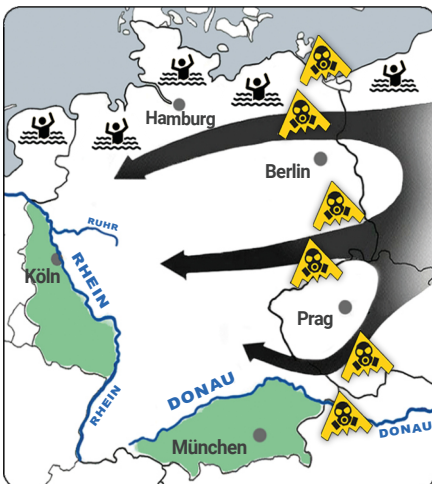 Hamburg
Berlin
RUHR
Köln
RHEIN
Prag
DONAU
RHEIN
DONAU
München